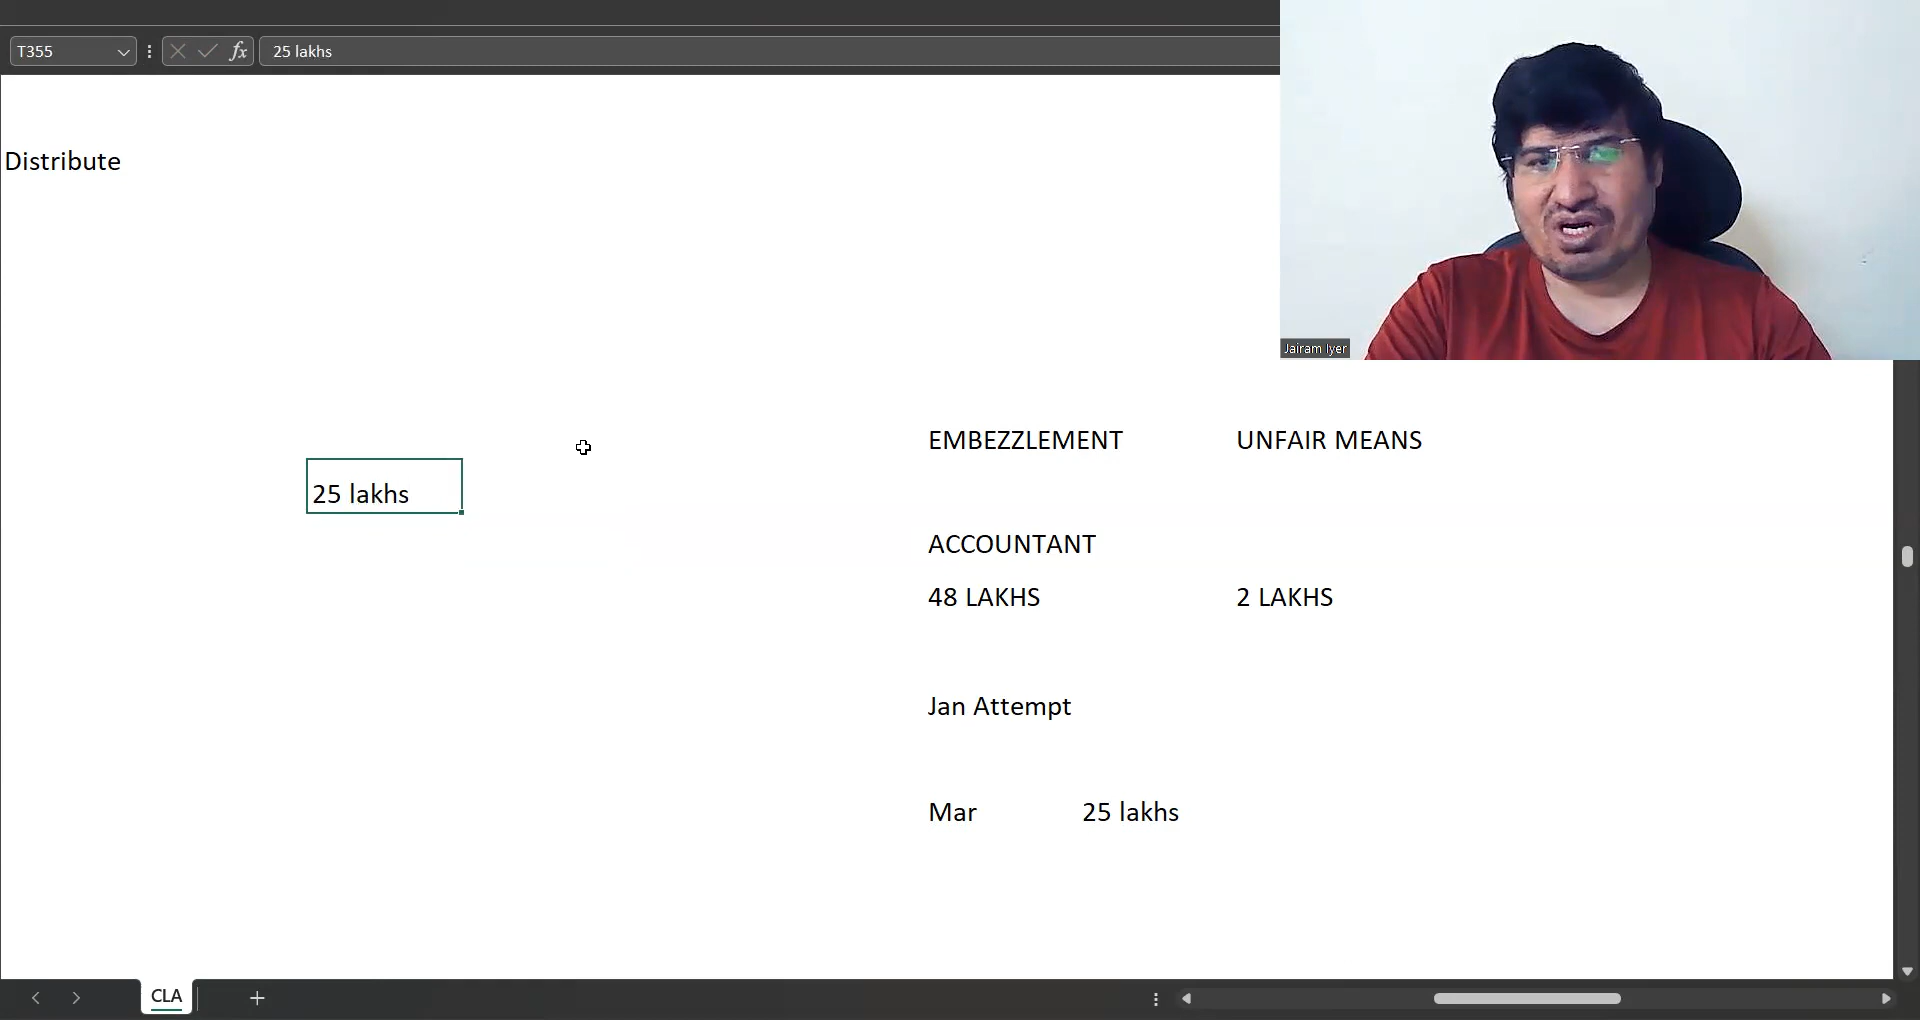 T355
fx
25 lakhs
Jairam Iyer
Distribute
EMBEZZLEMENT UNFAIR MEANS
25 lakhs
ACCOUNTANT
48 LAKHS 2 LAKHS
Jan Attempt
Mar 25 lakhs
CLA